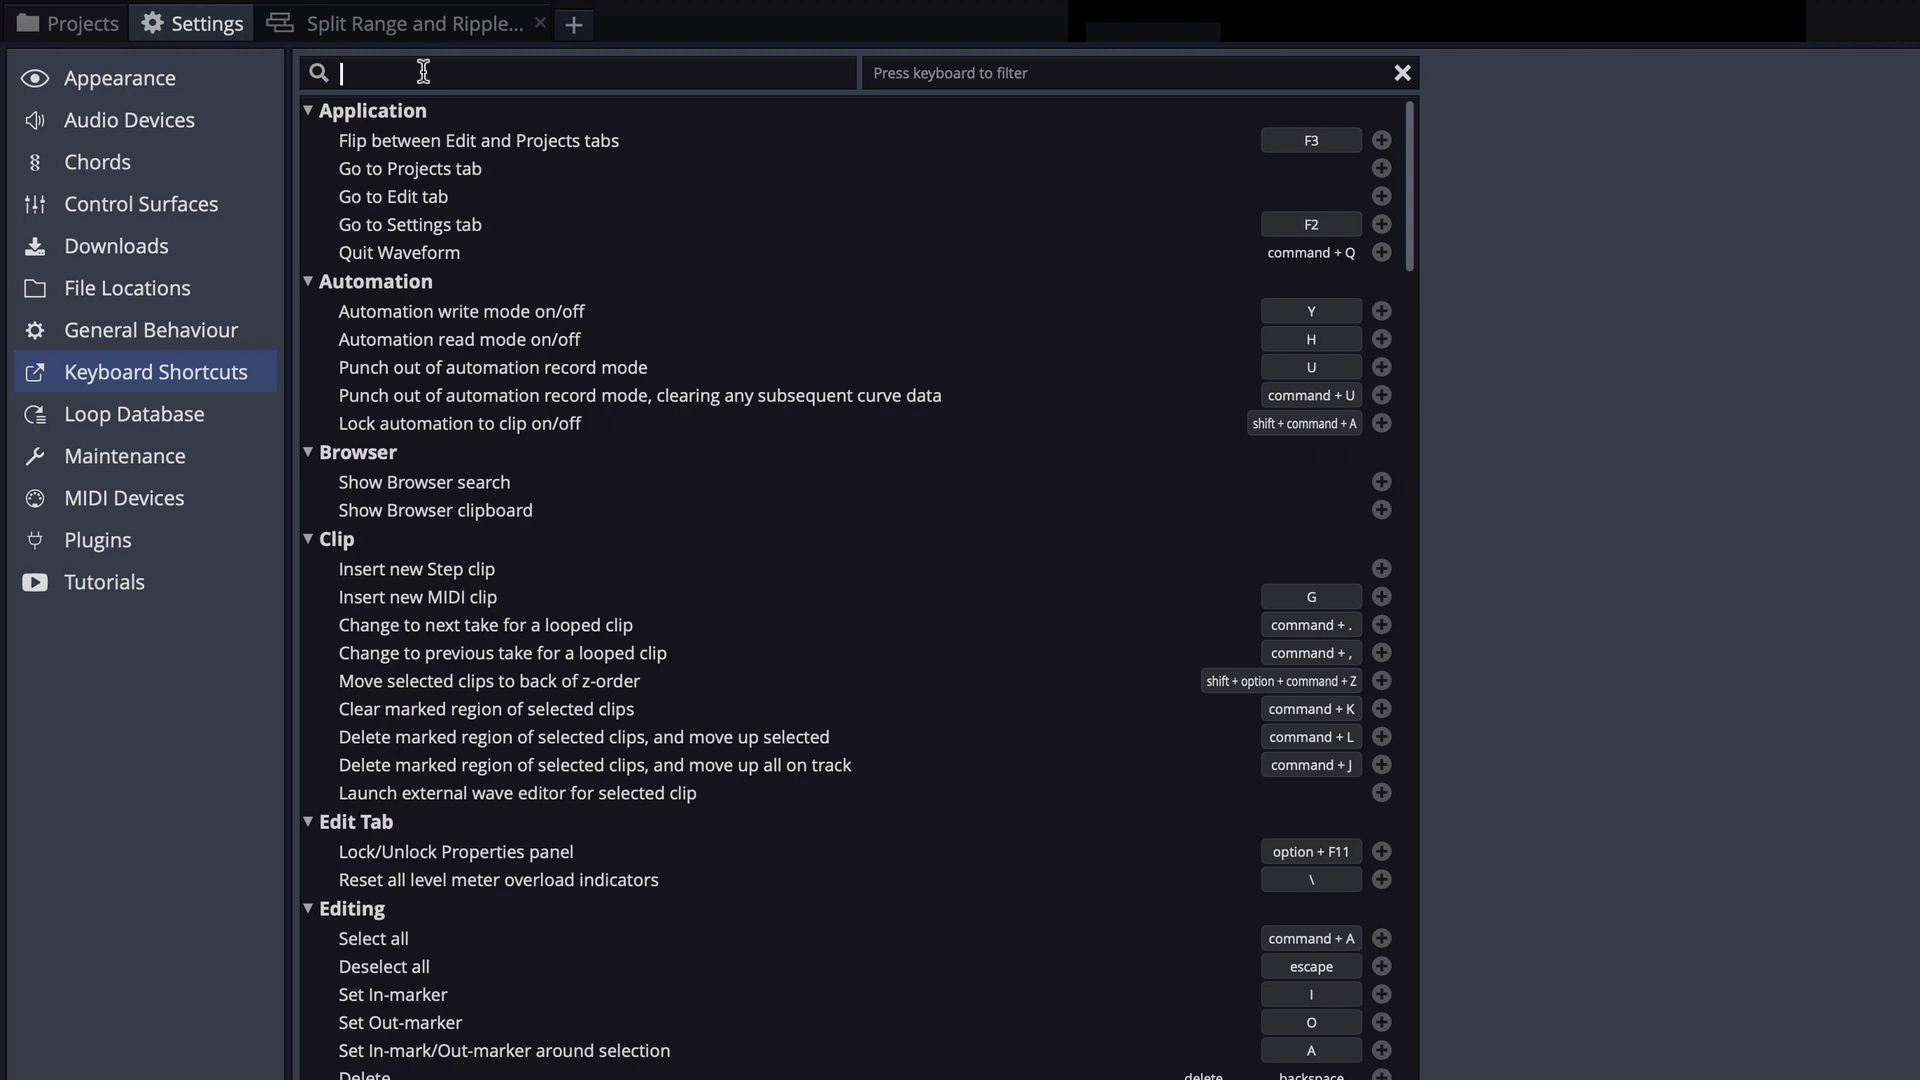 Projects Settings Split Range and Ripple... × +
Appearance
Audio Devices
Chords
Control Surfaces
Downloads
File Locations
General Behaviour
Keyboard Shortcuts
Loop Database
Maintenance
MIDI Devices
Plugins
Tutorials
Press keyboard to filter
Application
Flip between Edit and Projects tabs F3
Go to Projects tab
Go to Edit tab
Go to Settings tab F2
Quit Waveform command + Q
Automation
Automation write mode on/off Y
Automation read mode on/off H
Punch out of automation record mode U
Punch out of automation record mode, clearing any subsequent curve data command + U
Lock automation to clip on/off shift + command + A
Browser
Show Browser search
Show Browser clipboard
Clip
Insert new Step clip
Insert new MIDI clip G
Change to next take for a looped clip command + .
Change to previous take for a looped clip command + ,
Move selected clips to back of z-order shift + option + command + Z
Clear marked region of selected clips command + K
Delete marked region of selected clips, and move up selected command + L
Delete marked region of selected clips, and move up all on track command + J
Launch external wave editor for selected clip
Edit Tab
Lock/Unlock Properties panel option + F11
Reset all level meter overload indicators \
Editing
Select all command + A
Deselect all escape
Set In-marker I
Set Out-marker O
Set In-mark/Out-marker around selection A
Delete delete backspace